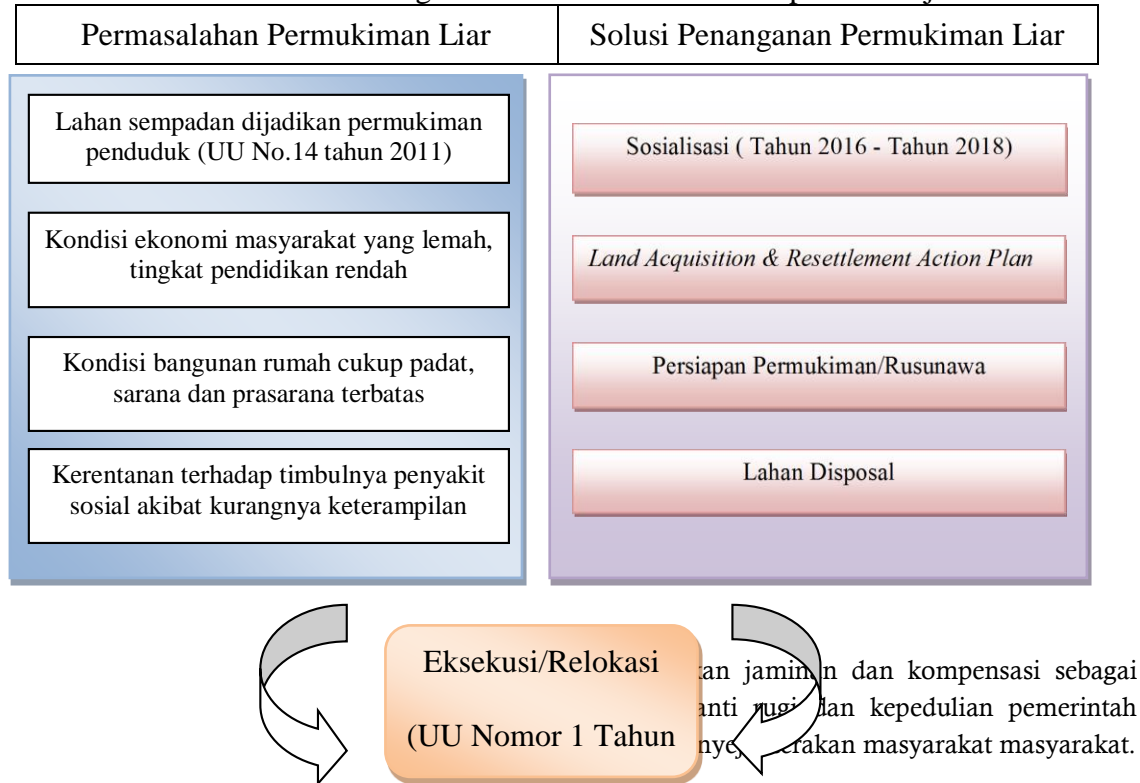 Permasalahan Permukiman Liar
Solusi Penanganan Permukiman Liar
Lahan sempadan dijadikan permukiman
penduduk (UU No.14 tahun 2011)
Kondisi ekonomi masyarakat yang lemah,
tingkat pendidikan rendah
Kondisi bangunan rumah cukup padat,
sarana dan prasarana terbatas
Kerentanan terhadap timbulnya penyakit
sosial akibat kurangnya keterampilan
Sosialisasi ( Tahun 2016 - Tahun 2018)
Land Acquisition & Resettlement Action Plan
Persiapan Permukiman/Rusunawa
Lahan Disposal
Eksekusi/Relokasi
(UU Nomor 1 Tahun
jaminan dan kompensasi sebagai
dan kepedulian pemerintah
masyarakat masyarakat.